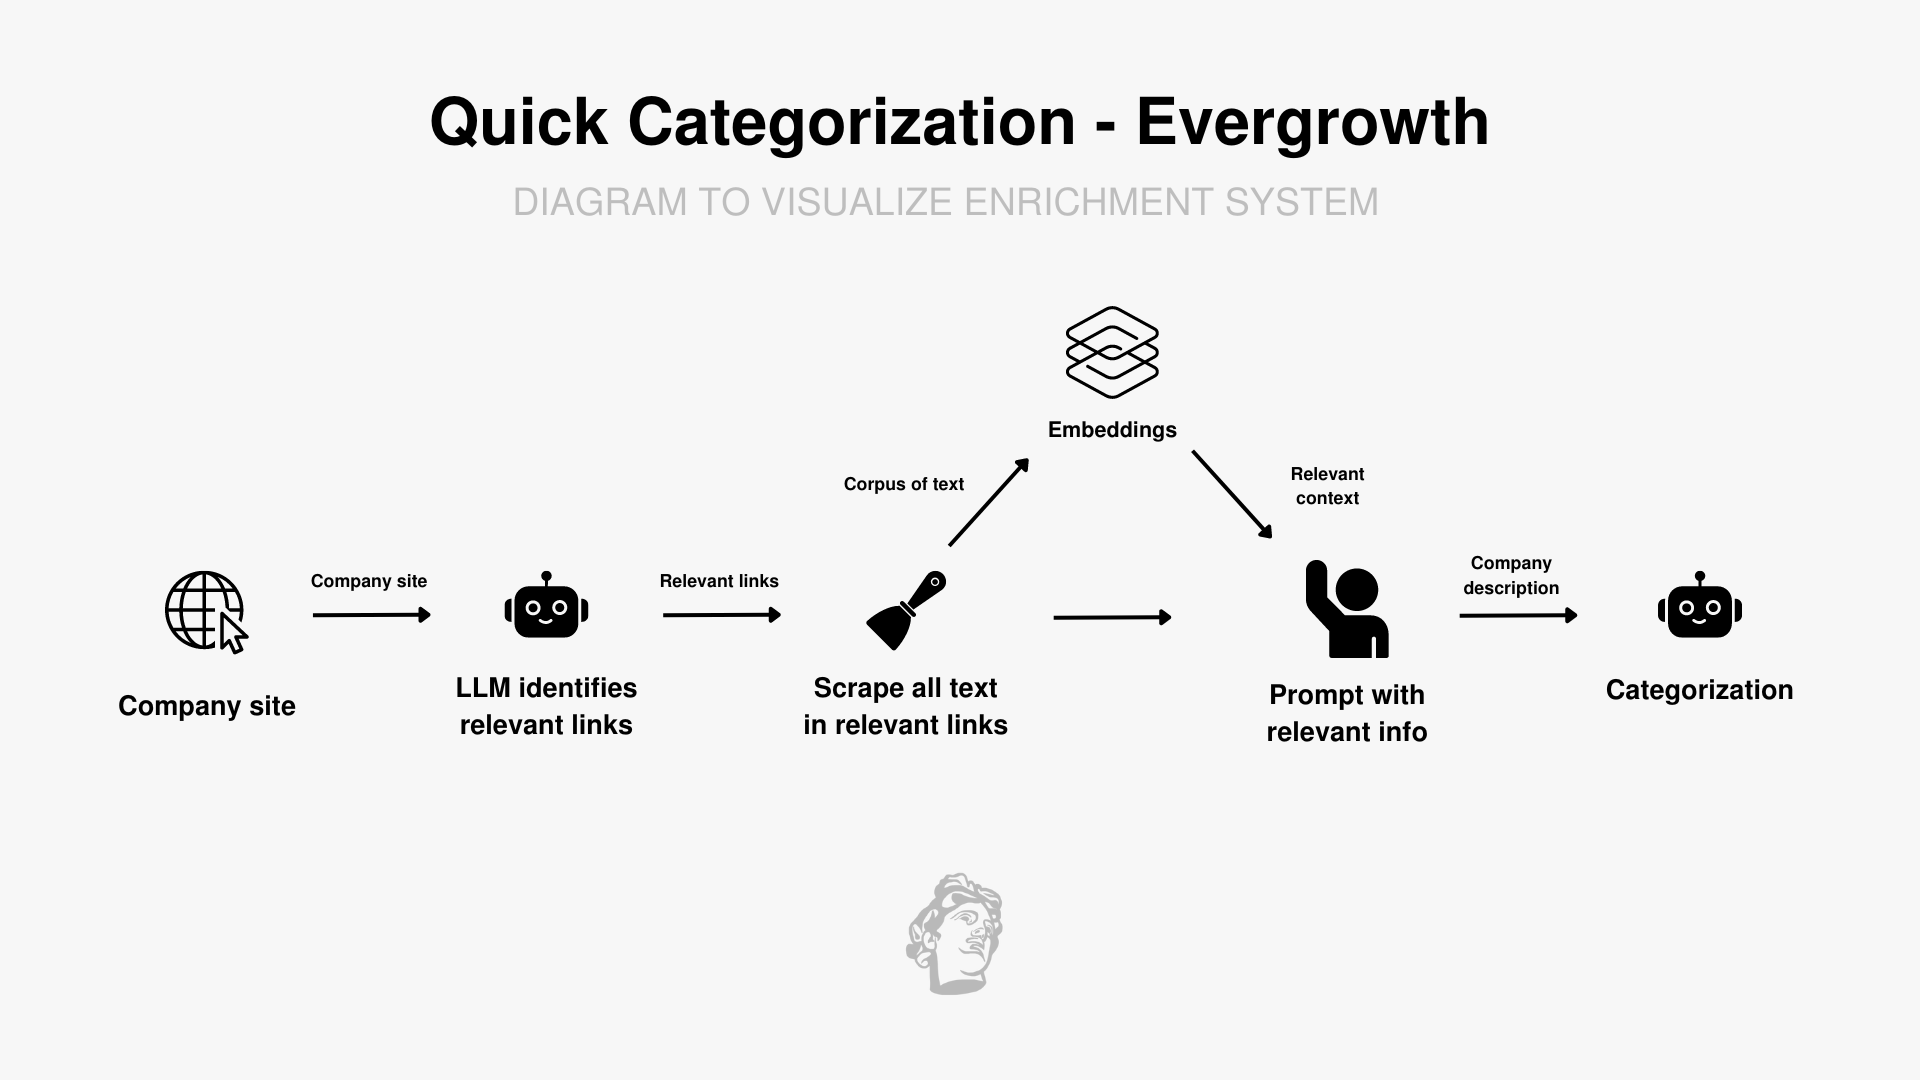 Quick Categorization - Evergrowth
DIAGRAM TO VISUALIZE ENRICHMENT SYSTEM
Embeddings
Corpus of text
Relevant
context
Company site
Relevant links
Company
description
Company site
LLM identifies
relevant links
Scrape all text
in relevant links
Prompt with
relevant info
Categorization